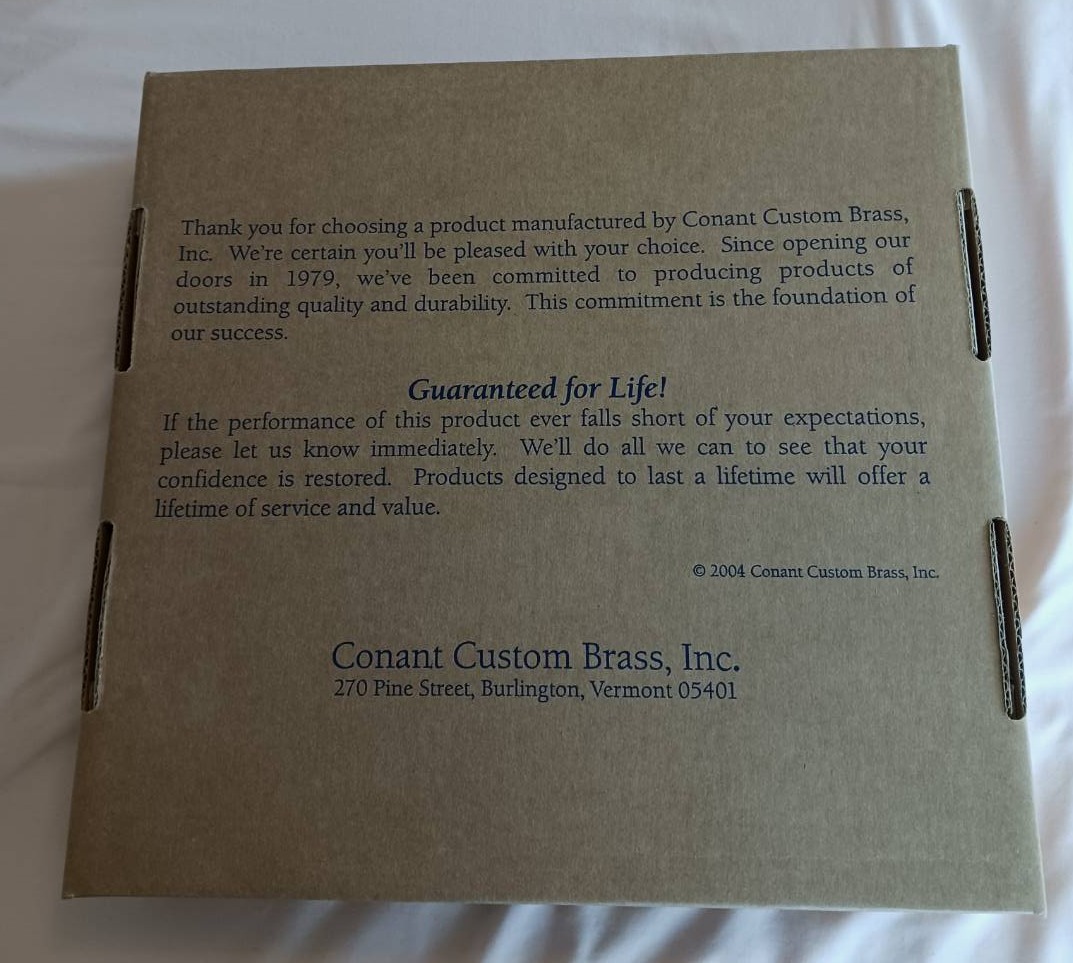 Thank you for choosing a product manufactured by Conant Custom Brass,
Inc. We're certain you'll be pleased with your choice. Since opening our
doors in 1979, we've been committed to producing products of
outstanding quality and durability. This commitment is the foundation of
our success.
Guaranteed for Life!
If the performance of this product ever falls short of your expectations,
please let us know immediately. We'll do all we can to see that your
confidence is restored. Products designed to last a lifetime will offer a
lifetime of service and value.
© 2004 Conant Custom Brass, Inc.
Conant Custom Brass, Inc.
270 Pine Street, Burlington, Vermont 05401